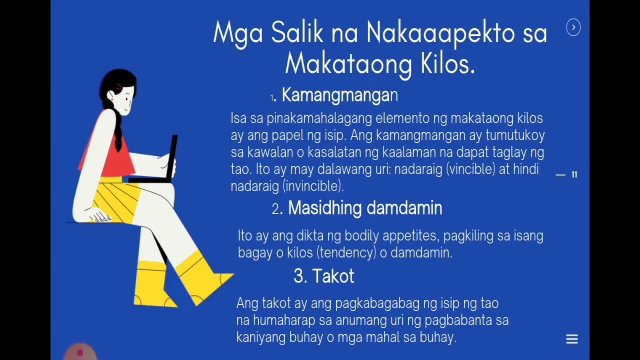 Mga Salik na Nakaaapekto sa
Makataong Kilos.
1. Kamangmangan
Isa sa pinakamahalagang elemento ng makataong kilos
ay ang papel ng isip. Ang kamangmangan ay tumutukoy
sa kawalan o kasalatan ng kaalaman na dapat taglay ng
tao. Ito ay may dalawang uri: nadaraig (vincible) at hindi
nadaraig (invincible).
— 11
2. Masidhing damdamin
Ito ay ang dikta ng bodily appetites, pagkiling sa isang
bagay o kilos (tendency) o damdamin.
3. Takot
Ang takot ay ang pagkabagabag ng isip ng tao
na humaharap sa anumang uri ng pagbabanta sa
kaniyang buhay o mga mahal sa buhay.